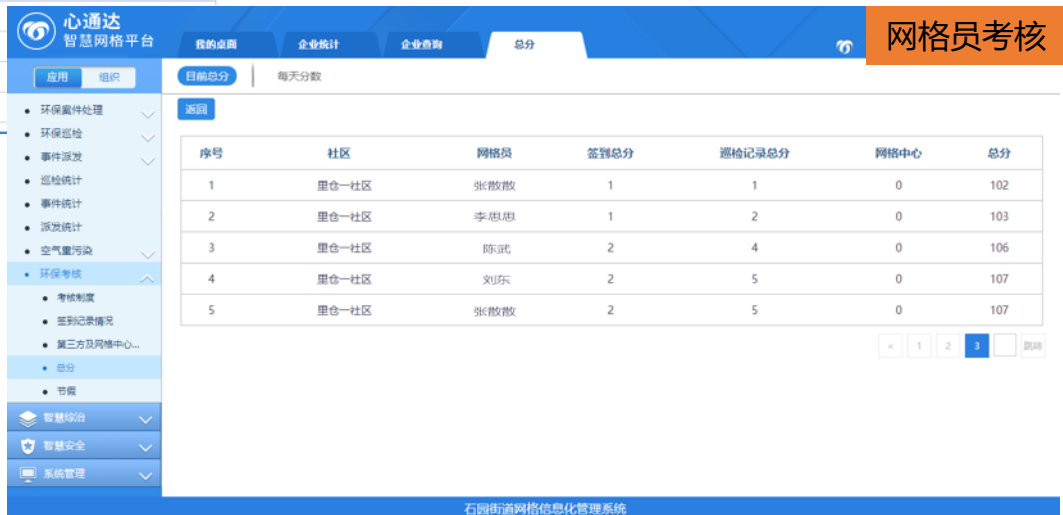 心通达
智慧网格平台
我的桌面 企业统计 企业查询 总分
网格员考核
应用 组织
目前总分 每天分数
返回
环保案件处理
环保巡检
事件派发
巡检统计
事件统计
派发统计
空气重污染
环保考核
考核制度
签到记录情况
第三方及网格中心...
总分
节假
智慧综治
智慧安全
系统管理
序号 社区 网格员 签到总分 巡检记录总分 网格中心 总分
1 里仓一社区 张散散 1 1 0 102
2 里仓一社区 李思思 1 2 0 103
3 里仓一社区 陈武 2 4 0 106
4 里仓一社区 刘东 2 5 0 107
5 里仓一社区 张散散 2 5 0 107
< 1 2 3 跳转
石园街道网格信息化管理系统